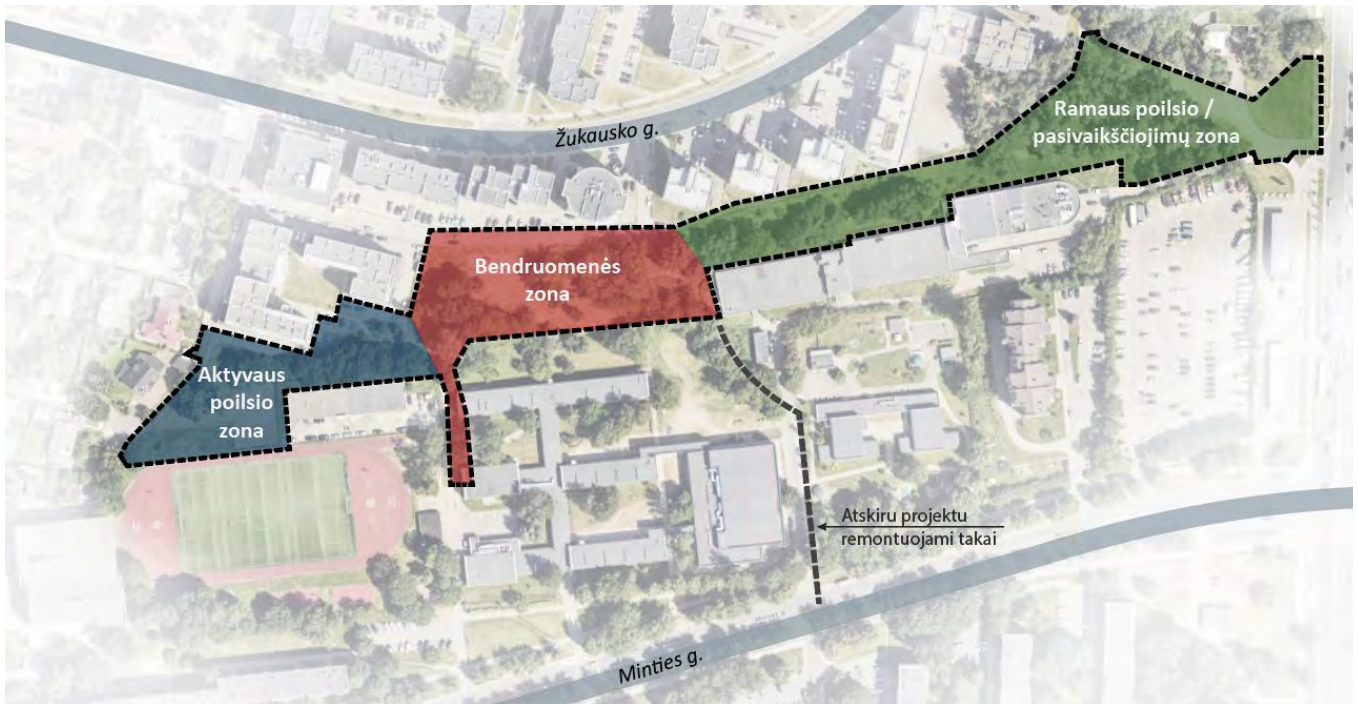 Žukausko g.
Ramaus poilsio /
pasivaikščiojimų zona
Bendruomenės
zona
Aktyvaus
poilsio
zona
Atskiru projektu
remontuojami takai
Minties g.